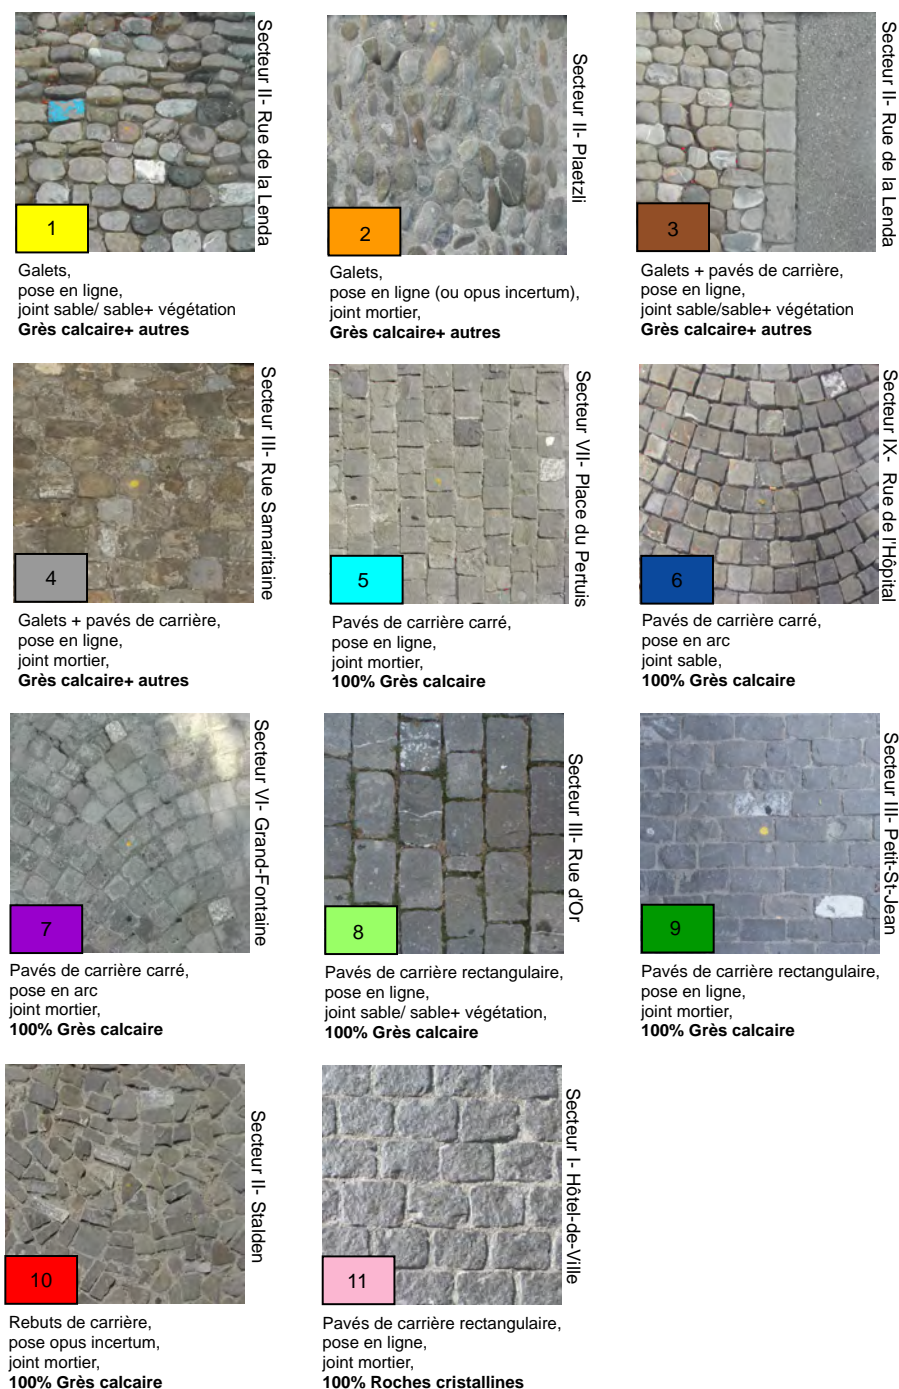 Secteur II- Rue de la Lenda
1
Galets,
pose en ligne,
joint sable/ sable+ végétation
Grès calcaire+ autres
Secteur II- Plaetzli
2
Galets,
pose en ligne (ou opus incertum),
joint mortier,
Grès calcaire+ autres
Secteur II- Rue de la Lenda
3
Galets + pavés de carrière,
pose en ligne,
joint sable/sable+ végétation
Grès calcaire+ autres
Secteur III- Rue Samaritaine
4
Galets + pavés de carrière,
pose en ligne,
joint mortier,
Grès calcaire+ autres
Secteur VII- Place du Pertuis
5
Pavés de carrière carré,
pose en ligne,
joint mortier,
100% Grès calcaire
Secteur IX- Rue de l'Hôpital
6
Pavés de carrière carré,
pose en arc
joint sable,
100% Grès calcaire
Secteur VI- Grand-Fontaine
7
Pavés de carrière carré,
pose en arc
joint mortier,
100% Grès calcaire
Secteur III- Rue d'Or
8
Pavés de carrière rectangulaire,
pose en ligne,
joint sable/ sable+ végétation,
100% Grès calcaire
Secteur III- Petit-St-Jean
9
Pavés de carrière rectangulaire,
pose en ligne,
joint mortier,
100% Grès calcaire
Secteur II- Stalden
10
Rebuts de carrière,
pose opus incertum,
joint mortier,
100% Grès calcaire
Secteur I- Hôtel-de-Ville
11
Pavés de carrière rectangulaire,
pose en ligne,
joint mortier,
100% Roches cristallines